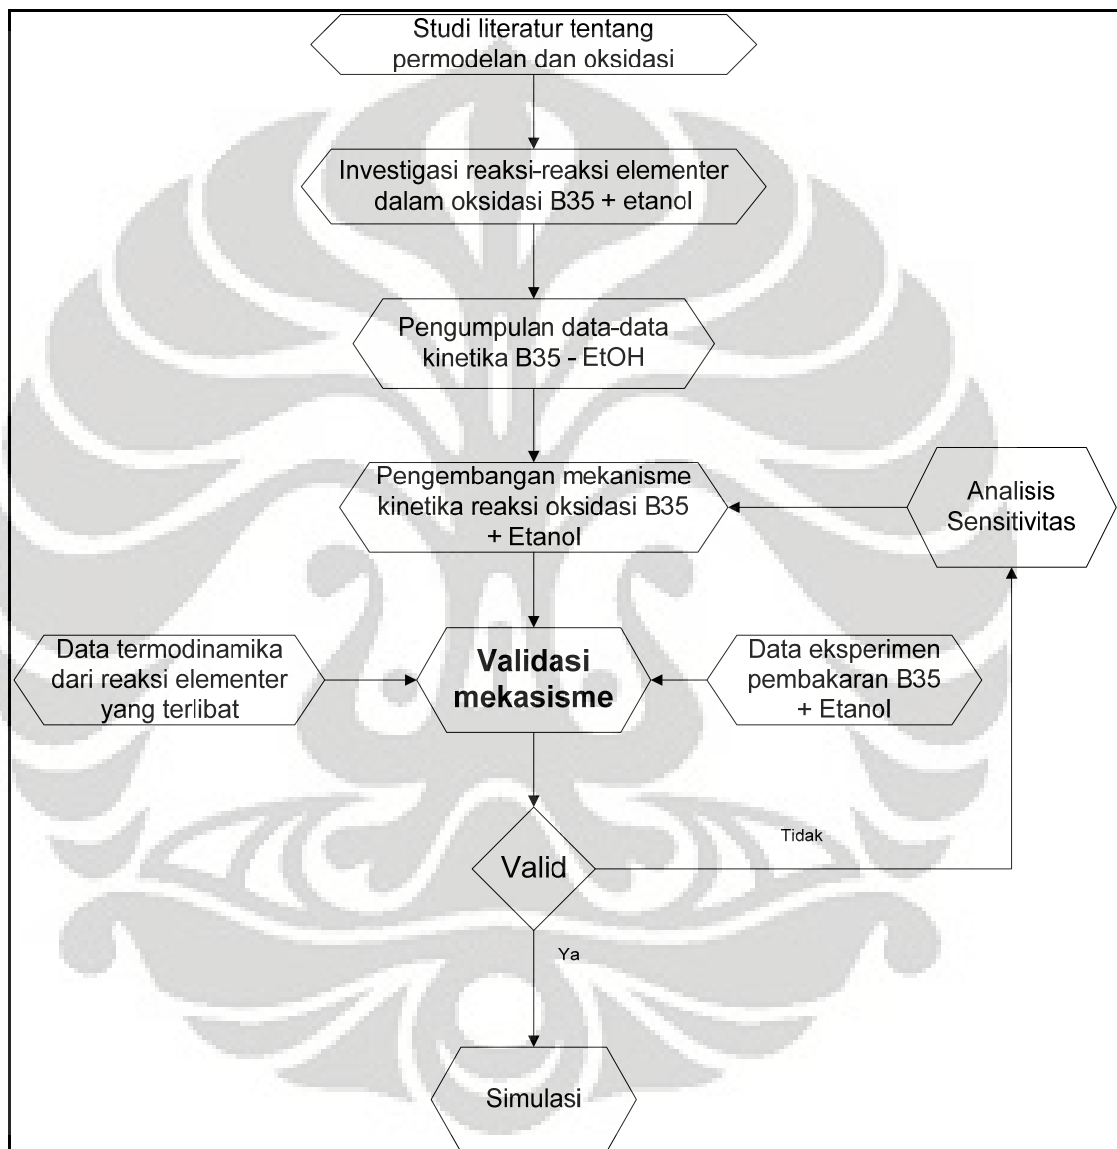 Studi literatur tentang
permodelan dan oksidasi
Investigasi reaksi-reaksi elementer
dalam oksidasi B35 + etanol
Pengumpulan data-data
kinetika B35 - EtOH
Pengembangan mekanisme
kinetika reaksi oksidasi B35
+ Etanol
Analisis
Sensitivitas
Data termodinamika
dari reaksi elementer
yang terlibat
Validasi
mekasisme
Data eksperimen
pembakaran B35
+ Etanol
Valid
Tidak
Ya
Simulasi